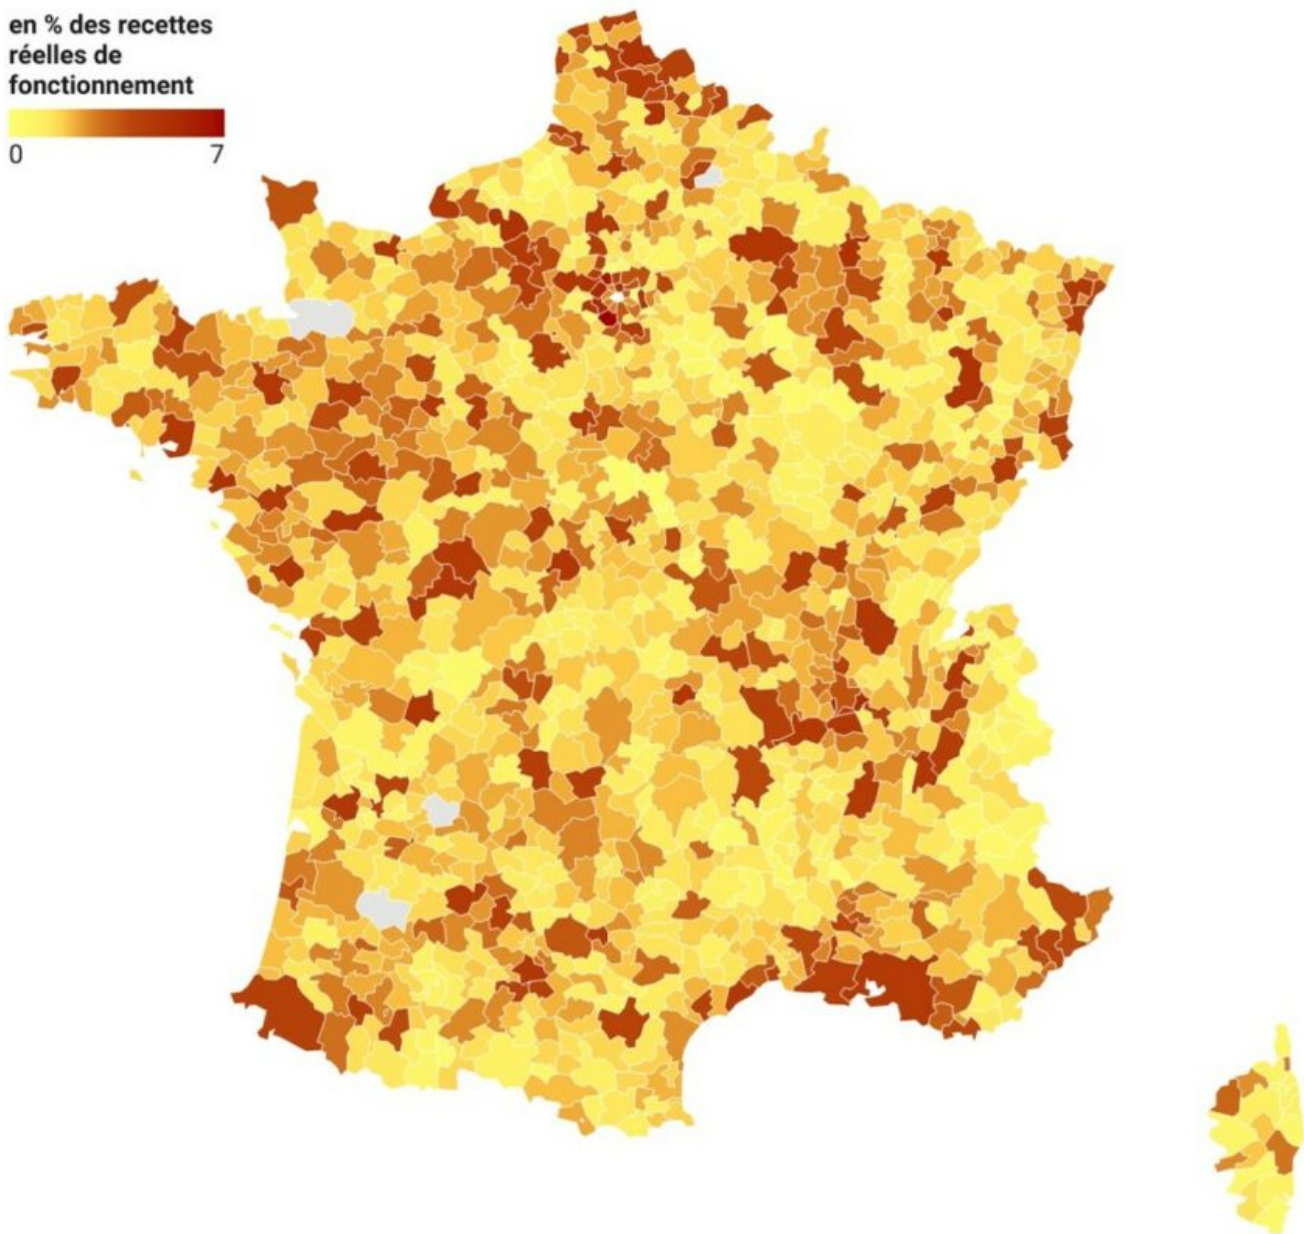 en % des recettes
réelles de
fonctionnement
0 7